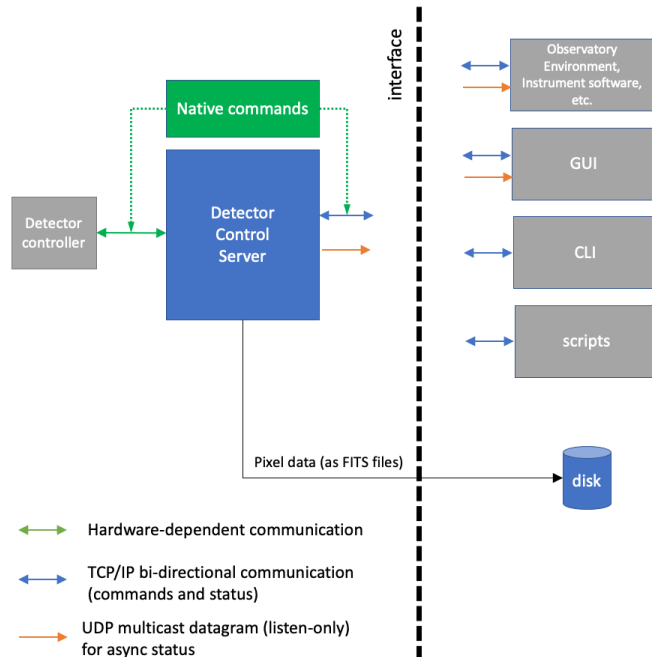 interface
Observatory
Environment,
Instrument software,
etc.
Native commands
GUI
Detector
controller
Detector
Control
Server
CLI
scripts
Pixel data (as FITS files)
disk
Hardware-dependent communication
TCP/IP bi-directional communication
(commands and status)
UDP multicast datagram (listen-only)
for async status